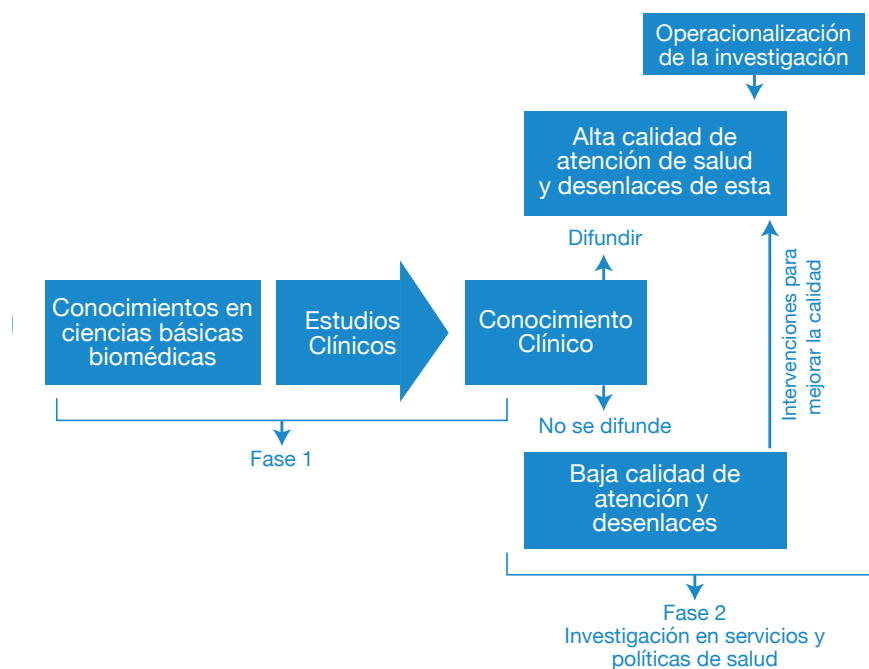 Operacionalización
de la investigación
Alta calidad de
atención de salud
y desenlaces de esta
Difundir
Intervenciones para
mejorar la calidad
Conocimientos en
ciencias básicas
biomédicas
Estudios
Clínicos
Conocimiento
Clínico
No se difunde
Fase 1
Baja calidad de
atención y
desenlaces
Fase 2
Investigación en servicios y
políticas de salud